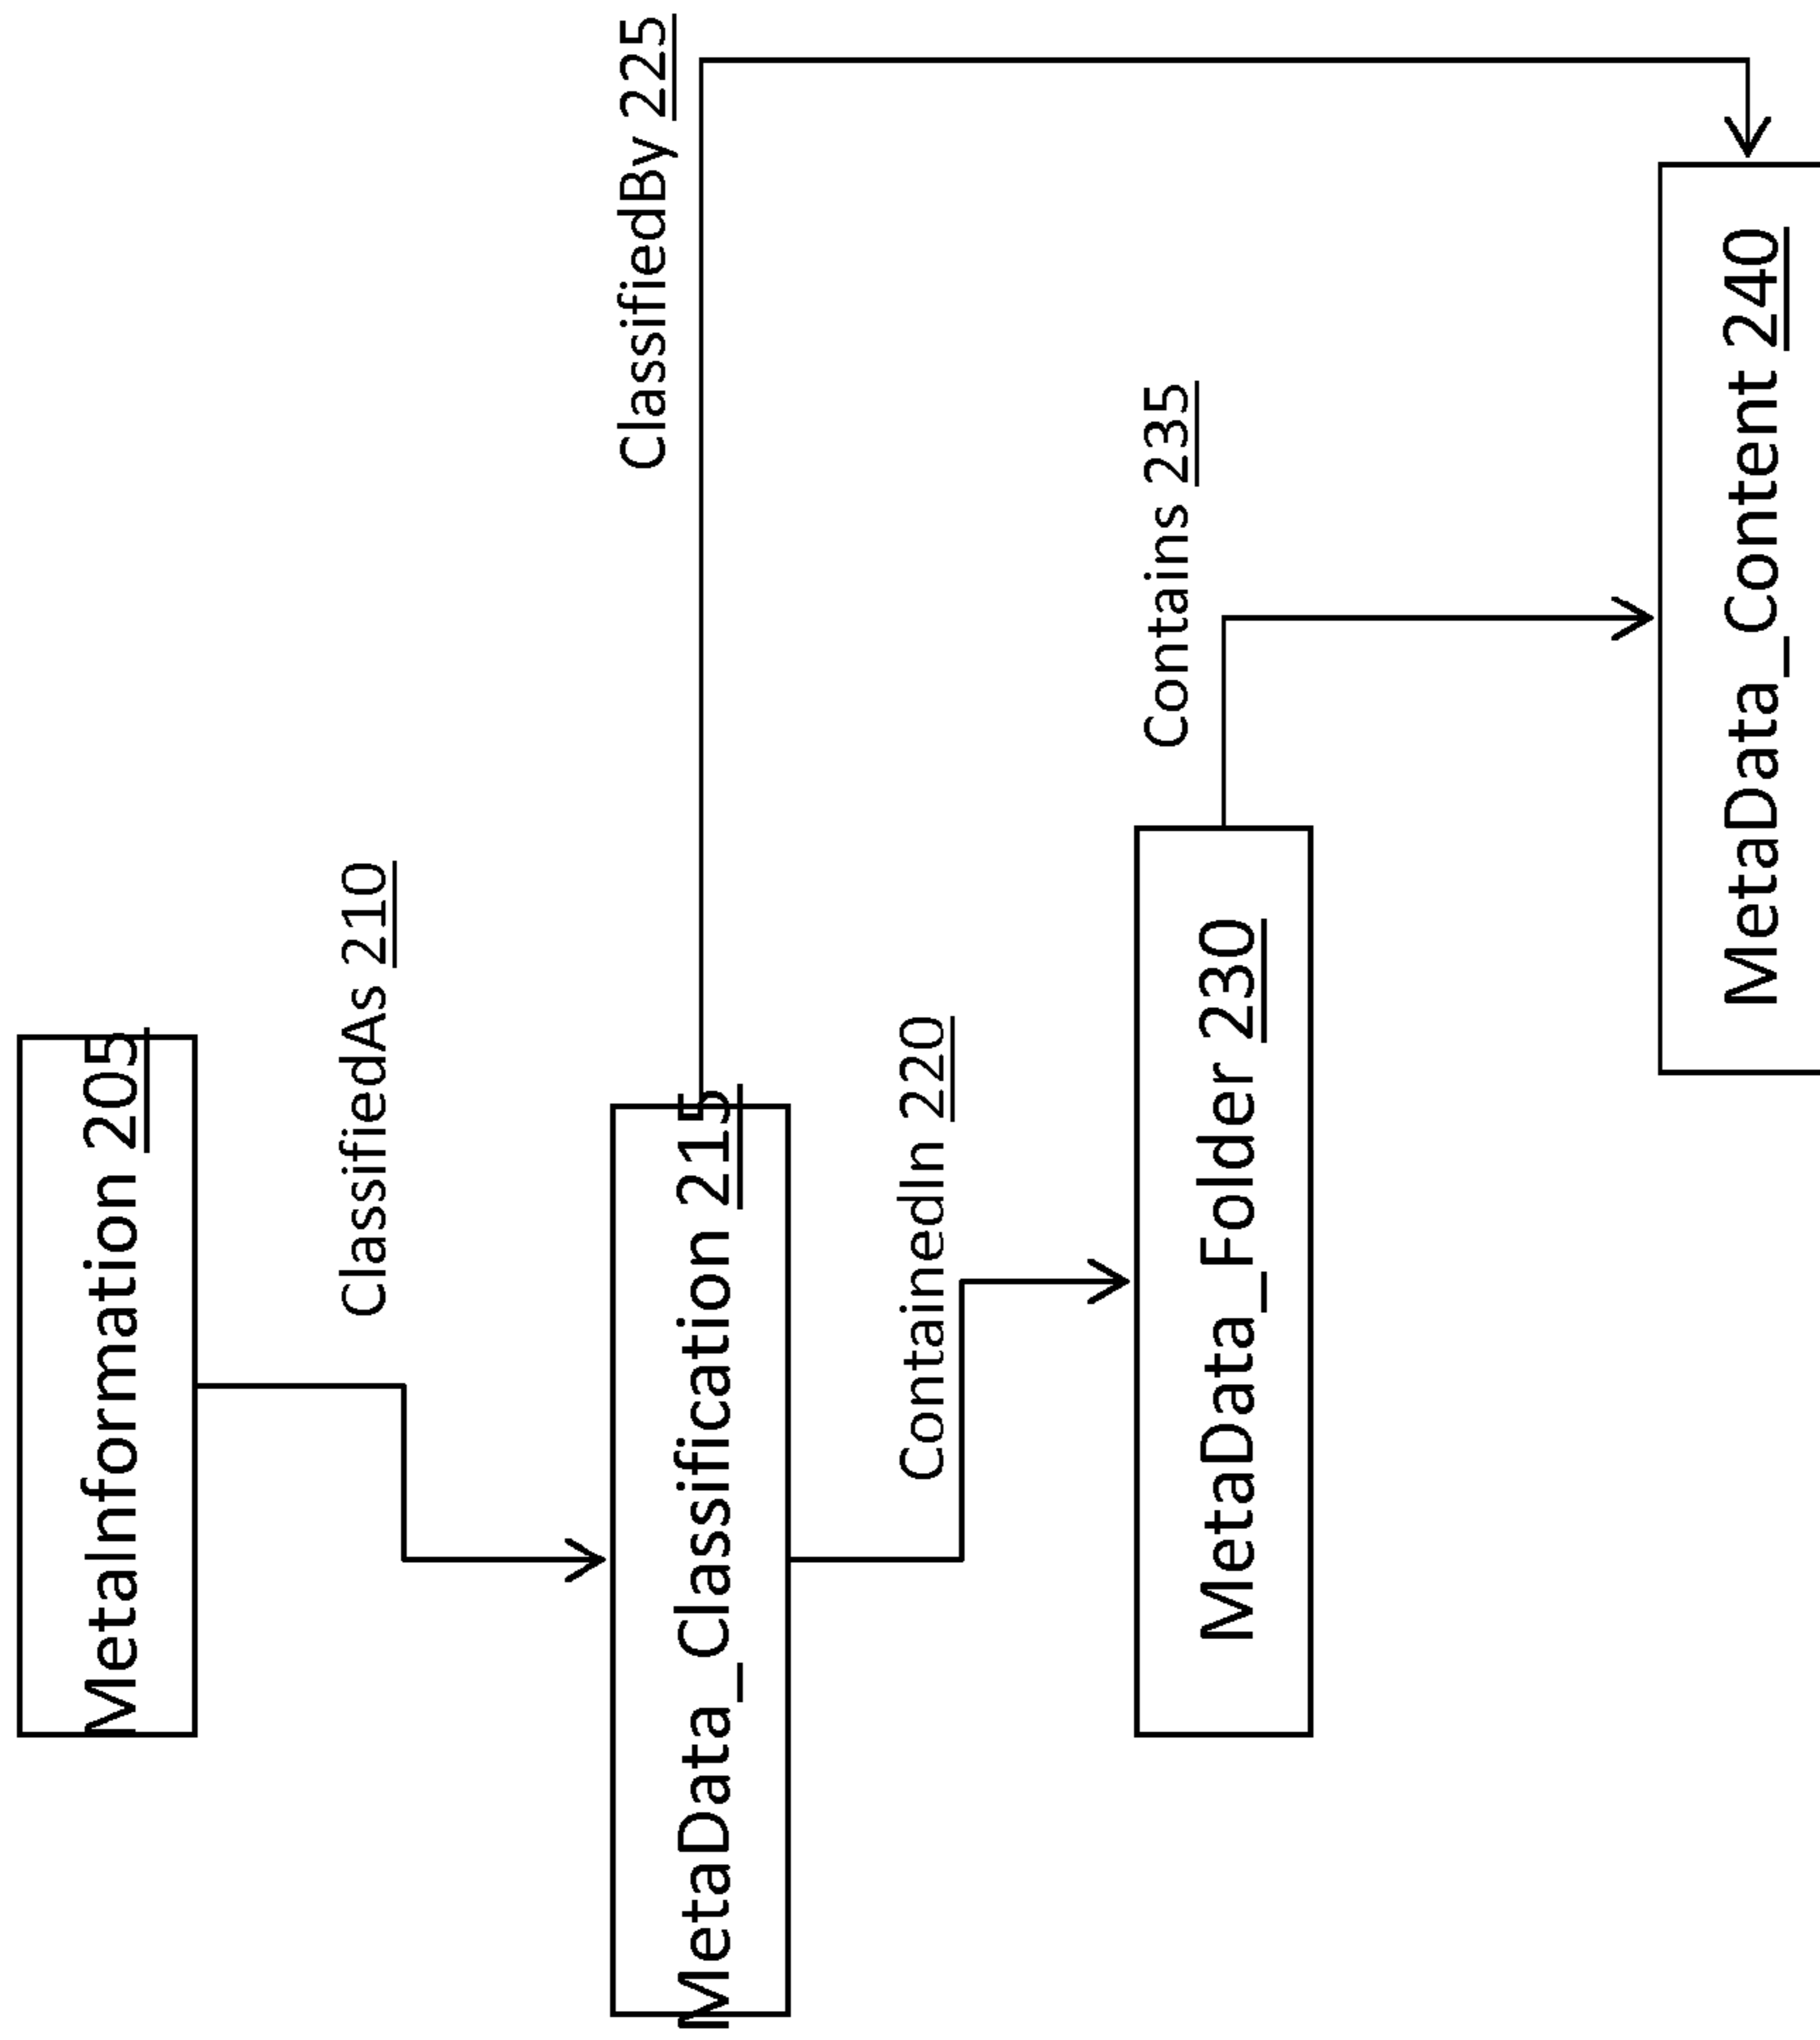 MetaInformation 205
ClassifiedAs 210
MetaData_Classification 215
ClassifiedBy 225
ContainedIn 220
MetaData_Folder 230
Contains 235
MetaData_Content 240